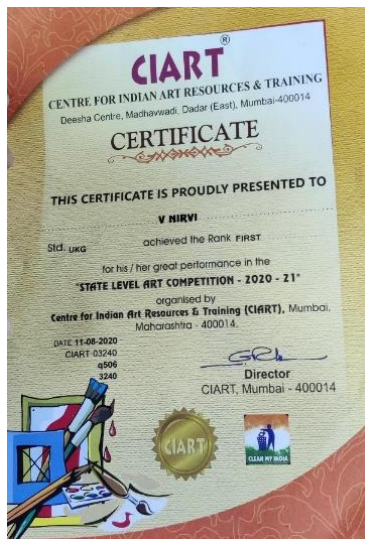 CIART®
CENTRE FOR INDIAN ART RESOURCES & TRAINING
Deesha Centre, Madhavwadi, Dadar (East), Mumbai-400014
CERTIFICATE
THIS CERTIFICATE IS PROUDLY PRESENTED TO
V NIRVI
Std. UKG achieved the Rank FIRST
for his / her great performance in the
"STATE LEVEL ART COMPETITION - 2020 - 21"
organised by
Centre for Indian Art Resources & Training (CIART), Mumbai,
Maharashtra - 400014.
DATE 11-08-2020
CIART-03240
q506
3240
Director
CIART, Mumbai - 400014
CIART
CLEAN MY INDIA